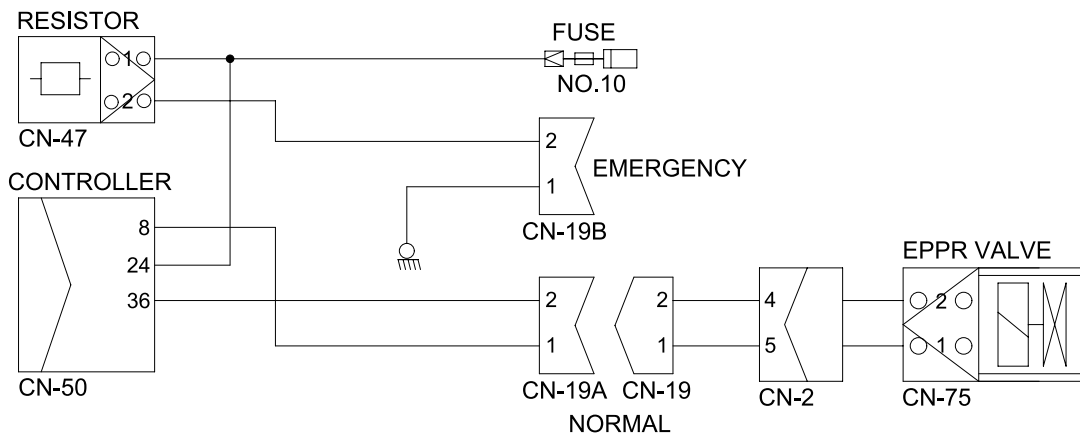 RESISTOR
FUSE
1
NO.10
2
CN-47
2
EMERGENCY
1
CN-19B
CONTROLLER
8
24
36
CN-50
EPPR VALVE
2
2
4
2
1
1
5
1
CN-19A
CN-19
CN-2
CN-75
NORMAL